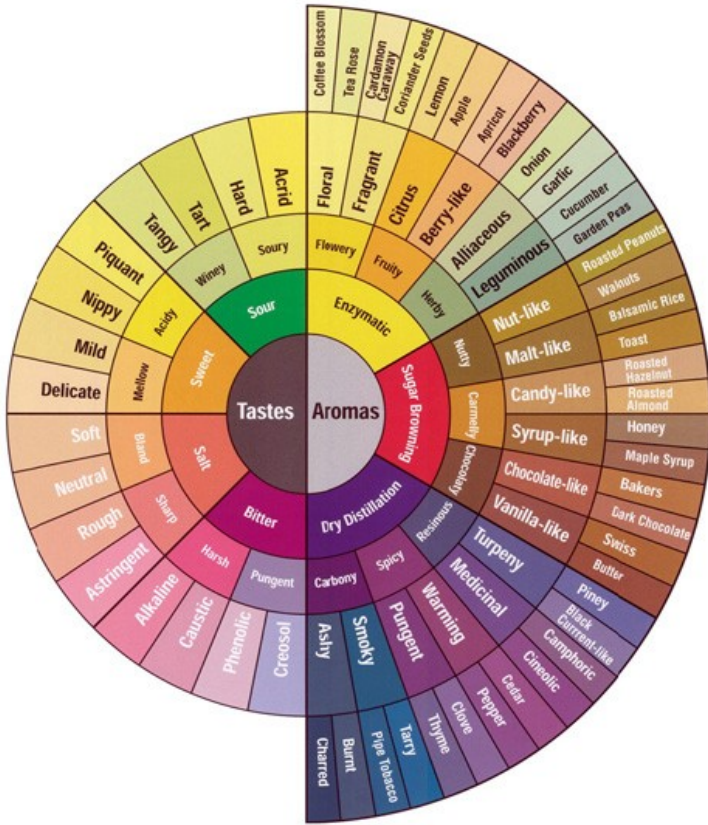 Tastes
Aromas
Sour
Sweet
Salt
Bitter
Soury
Winey
Acidy
Mellow
Bland
Sharp
Harsh
Pungent
Acrid
Hard
Tart
Tangy
Piquant
Nippy
Mild
Delicate
Soft
Neutral
Rough
Astringent
Alkaline
Caustic
Phenolic
Creosol
Enzymatic
Sugar Browning
Dry Distillation
Flowery
Fruity
Herby
Nutty
Carmelly
Chocolaty
Resinous
Spicy
Carbony
Floral
Fragrant
Citrus
Berry-like
Alliaceous
Leguminous
Nut-like
Malt-like
Candy-like
Syrup-like
Chocolate-like
Vanilla-like
Turpeny
Medicinal
Warming
Pungent
Smoky
Ashy
Coffee Blossom
Tea Rose
Cardamon
Caraway
Coriander Seeds
Lemon
Apple
Apricot
Blackberry
Onion
Garlic
Cucumber
Garden Peas
Roasted Peanuts
Walnuts
Balsamic Rice
Toast
Roasted
Hazelnut
Roasted
Almond
Honey
Maple Syrup
Bakers
Dark Chocolate
Swiss
Butter
Piney
Black
Currrent-like
Camphoric
Cineolic
Cedar
Pepper
Clove
Thyme
Tarry
Pipe Tobacco
Burnt
Charred